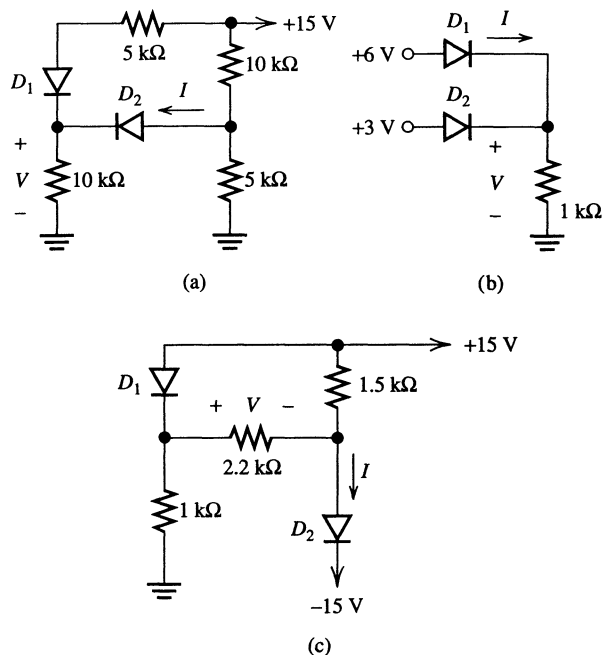 +15 V
5 kΩ
10 kΩ
D1
D2
I
+
V
–
10 kΩ
5 kΩ
(a)
D1
I
+6 V
D2
+3 V
+
V
–
1 kΩ
(b)
+15 V
D1
1.5 kΩ
+ V –
2.2 kΩ
I
1 kΩ
D2
–15 V
(c)